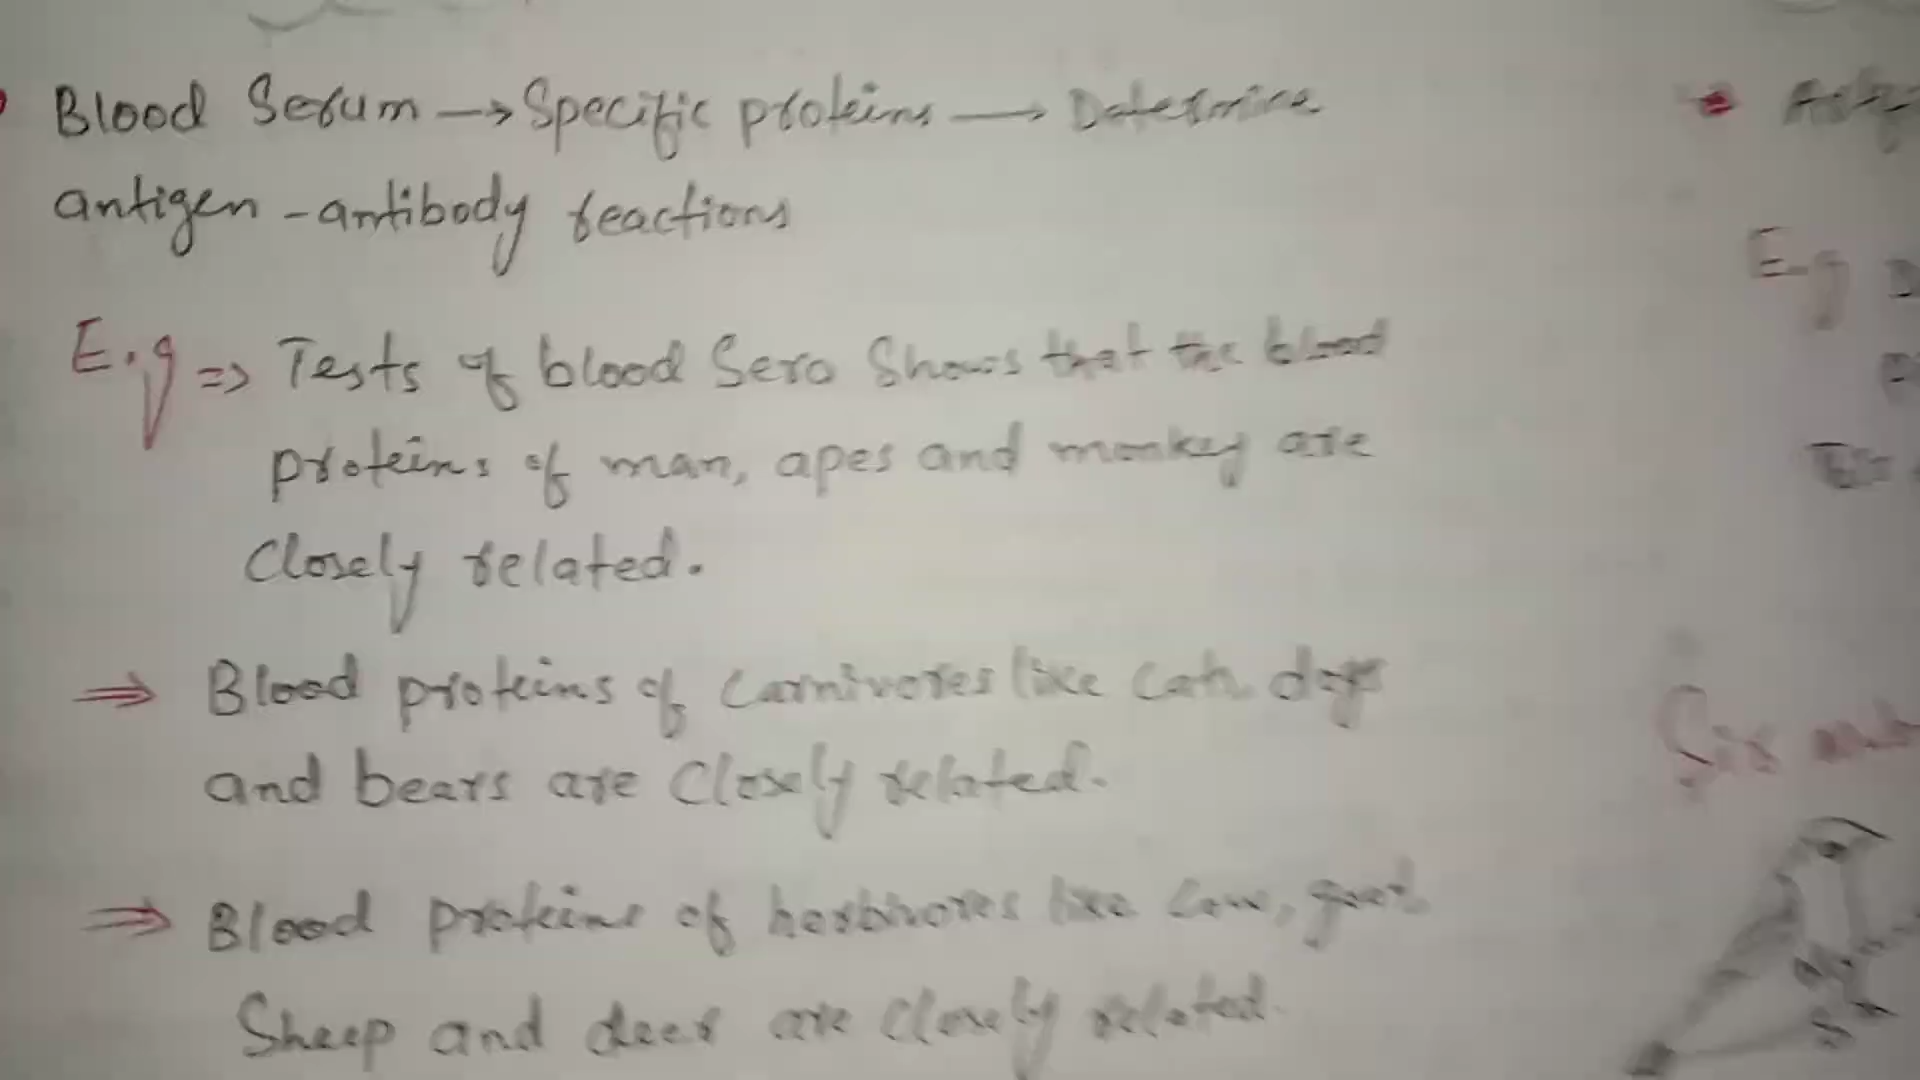 Blood Serum → Specific proteins → Determine
antigen - antibody reactions
E.g ⇒ Tests of blood Sera Shows that the blood
proteins of man, apes and monkey are
Closely related.
⇒ Blood proteins of Carnivores like cats dogs
and bears are Closely related.
⇒ Blood proteins of herbivores like Cow, goat
Sheep and deer are Closely related.
E.g
Six